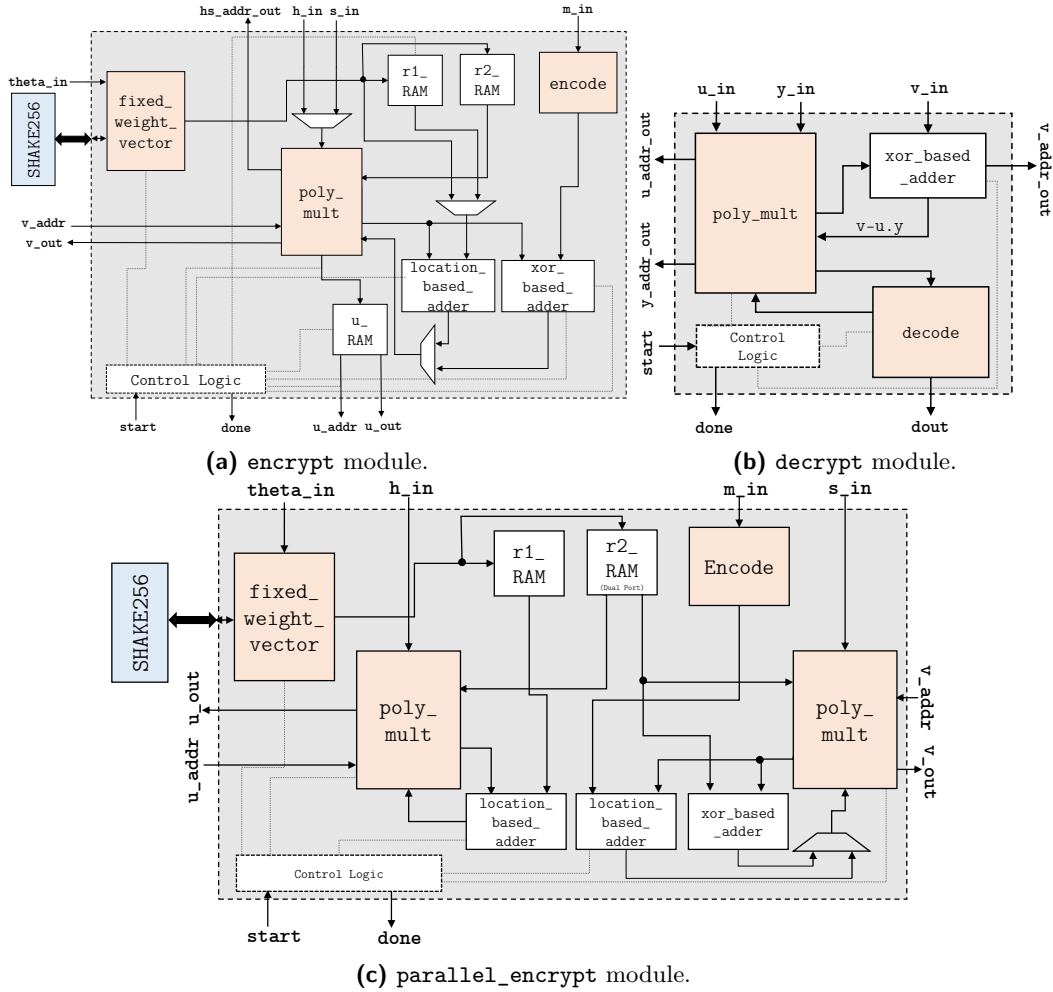 hs_addr_out h_in s_in
m_in
theta_in
SHAKE256
fixed_
weight_
vector
r1_
RAM
r2_
RAM
encode
poly_
mult
v_addr
v_out
location_
based_
adder
xor_
based_
adder
u_
RAM
Control Logic
start
done
u_addr
u_out
(a) encrypt module.
u_in
y_in
v_in
u_addr_out
y_addr_out
poly_mult
xor_based
_adder
v_addr_out
v-u.y
decode
Control
Logic
start
done
dout
(b) decrypt module.
theta_in
h_in
m_in
s_in
SHAKE256
fixed_
weight_
vector
r1_
RAM
r2_
RAM
(Dual Port)
Encode
poly_
mult
poly_
mult
u_out
u_addr
v_addr
v_out
location_
based_
adder
location_
based_
adder
xor_based
_adder
Control Logic
start
done
(c) parallel_encrypt module.